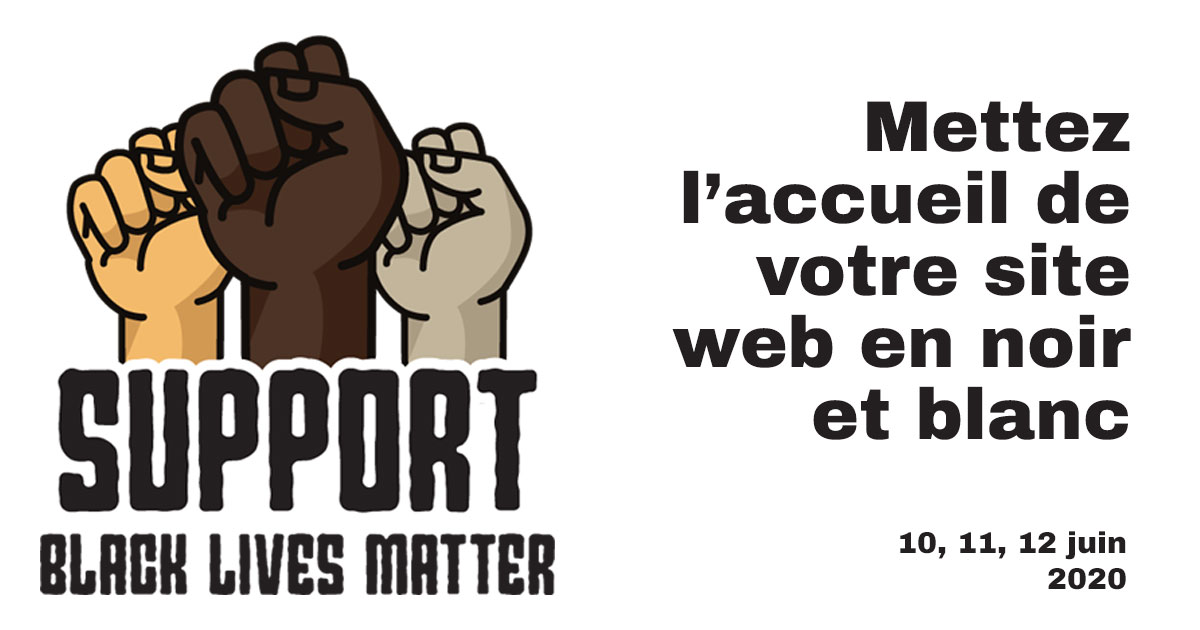 SUPPORT
BLACK LIVES MATTER
Mettez
l’accueil de
votre site
web en noir
et blanc
10, 11, 12 juin
2020